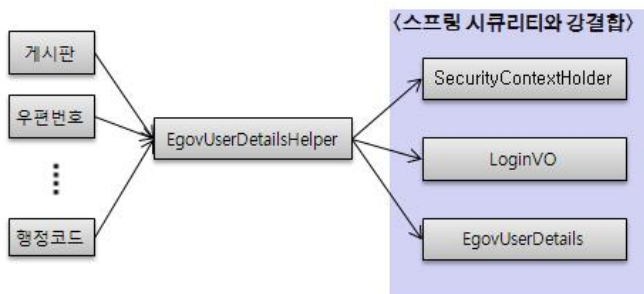 〈스프링 시큐리티와 강결합〉
게시판
우편번호
행정코드
EgovUserDetailsHelper
SecurityContextHolder
LoginVO
EgovUserDetails